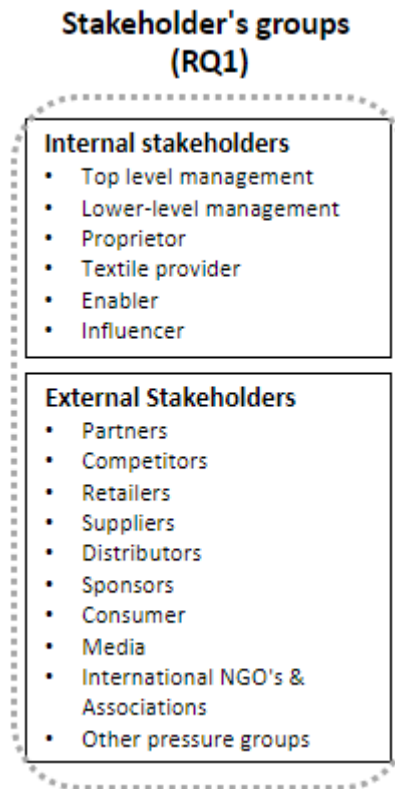 Stakeholder's groups
(RQ1)
Internal stakeholders
• Top level management
• Lower-level management
• Proprietor
• Textile provider
• Enabler
• Influencer
External Stakeholders
• Partners
• Competitors
• Retailers
• Suppliers
• Distributors
• Sponsors
• Consumer
• Media
• International NGO's &
Associations
• Other pressure groups